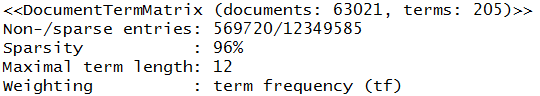 <<DocumentTermMatrix (documents: 63021, terms: 205)>>
Non-/sparse entries: 569720/12349585
Sparsity           : 96%
Maximal term length: 12
Weighting          : term frequency (tf)